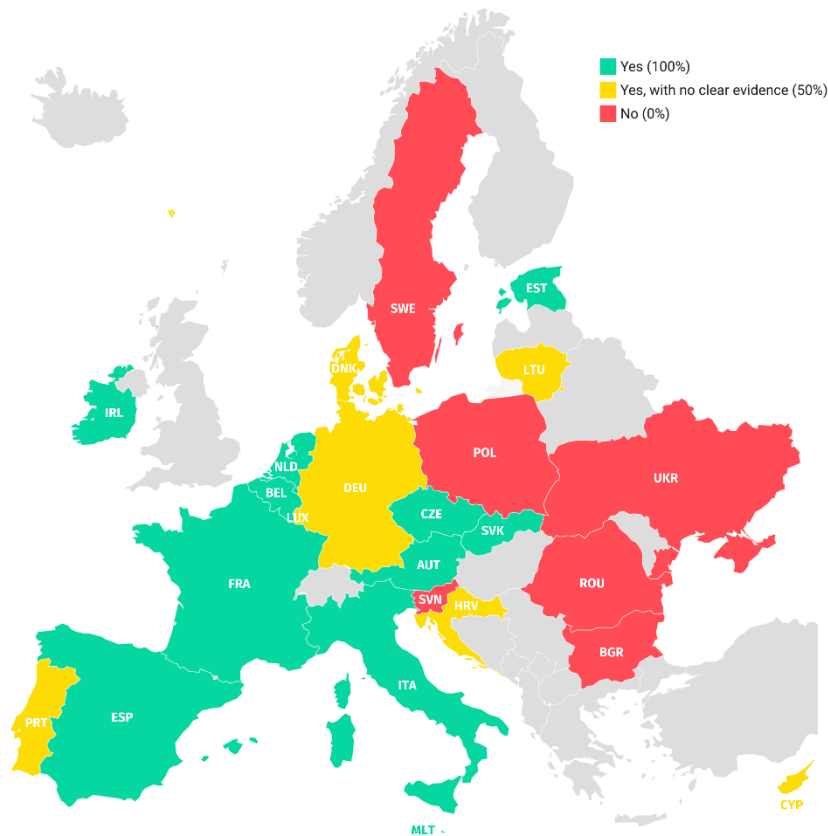 Yes (100%)
Yes, with no clear evidence (50%)
No (0%)
EST
SWE
DNK
LTU
IRL
POL
NLD
UKR
DEU
BEL
CZE
LUX
SVK
AUT
FRA
ROU
SVN
HRV
BGR
ITA
ESP
PRT
CYP
MLT